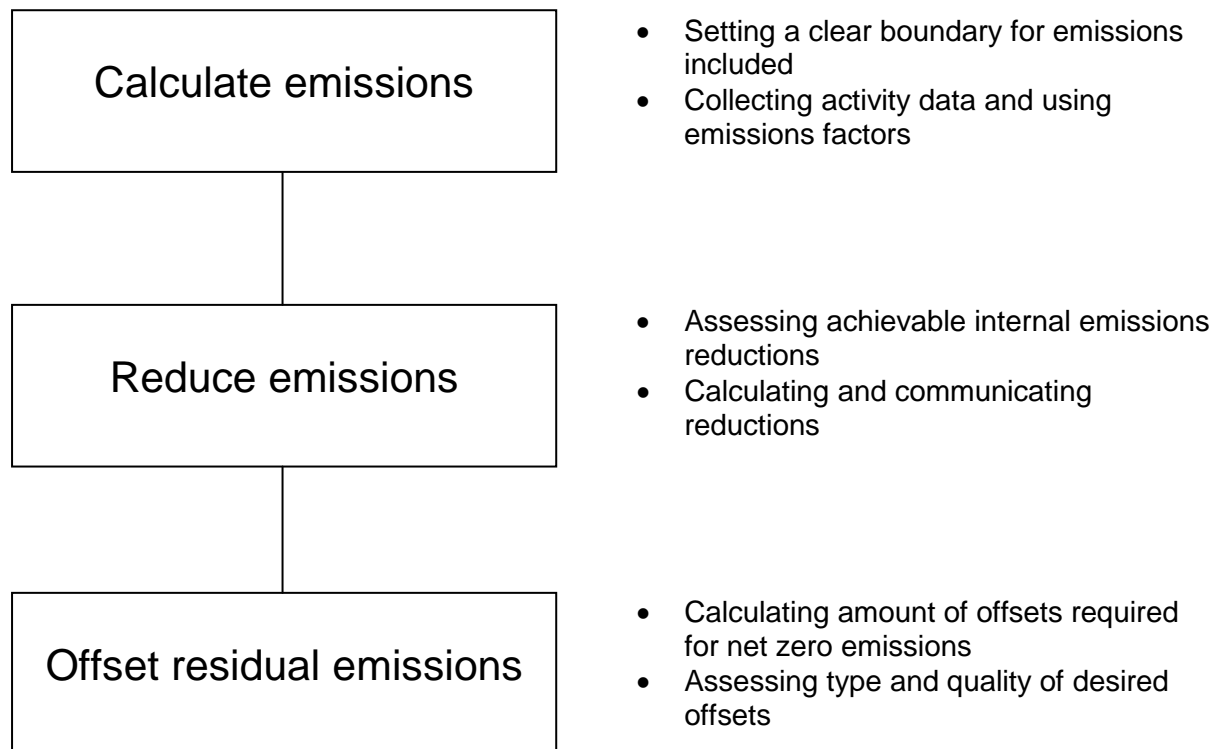 Calculate emissions
• Setting a clear boundary for emissions
included
• Collecting activity data and using
emissions factors
Reduce emissions
• Assessing achievable internal emissions
reductions
• Calculating and communicating
reductions
Offset residual emissions
• Calculating amount of offsets required
for net zero emissions
• Assessing type and quality of desired
offsets